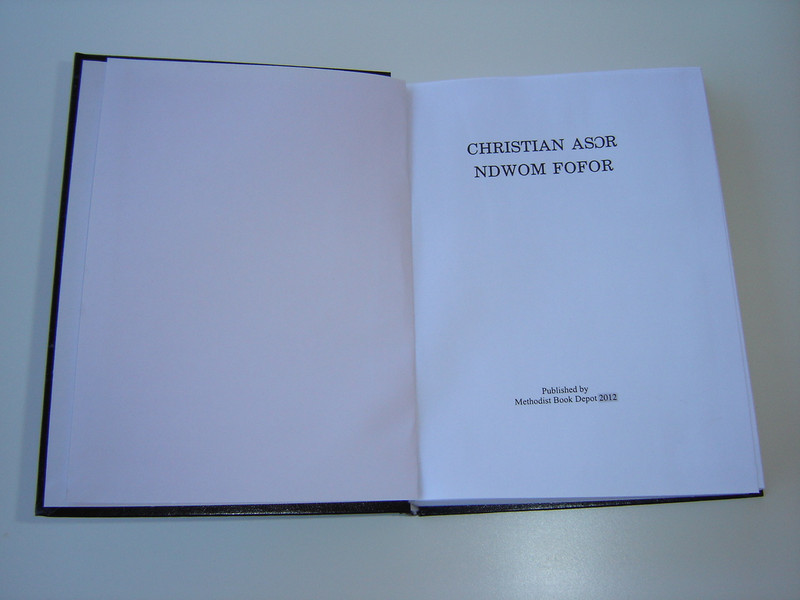 CHRISTIAN ASƆR
NDWOM FOFOR
Published by
Methodist Book Depot 2012